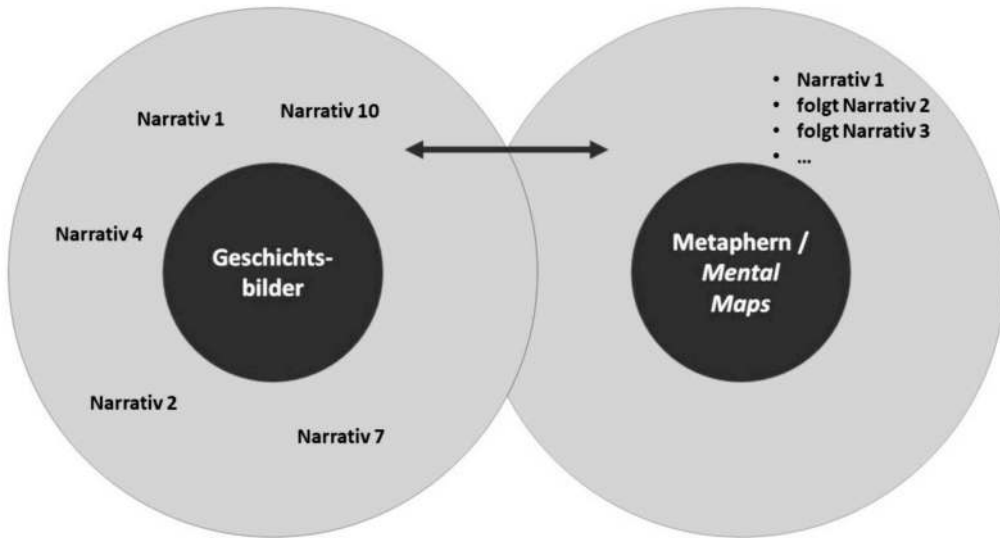 Narrativ 1
Narrativ 10
Narrativ 4
Geschichts-
bilder
Narrativ 2
Narrativ 7
• Narrativ 1
• folgt Narrativ 2
• folgt Narrativ 3
• ...
Metaphern /
Mental
Maps